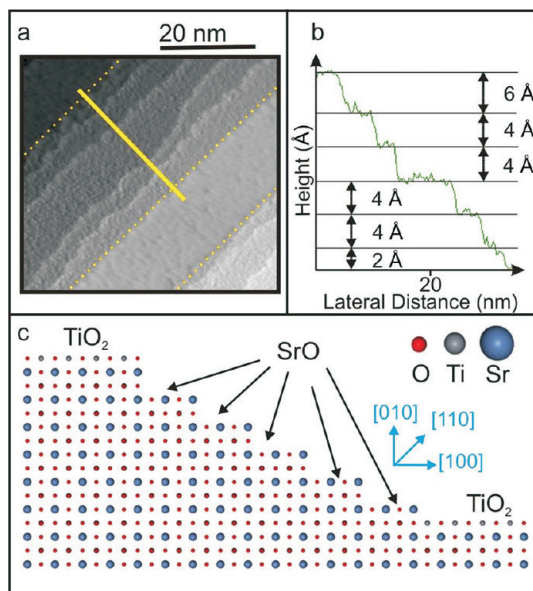 a
20 nm
b
Height (Å)
6 Å
4 Å
4 Å
4 Å
4 Å
2 Å
20
Lateral Distance (nm)
c
TiO₂
SrO
O Ti Sr
[010]
[110]
[100]
TiO₂